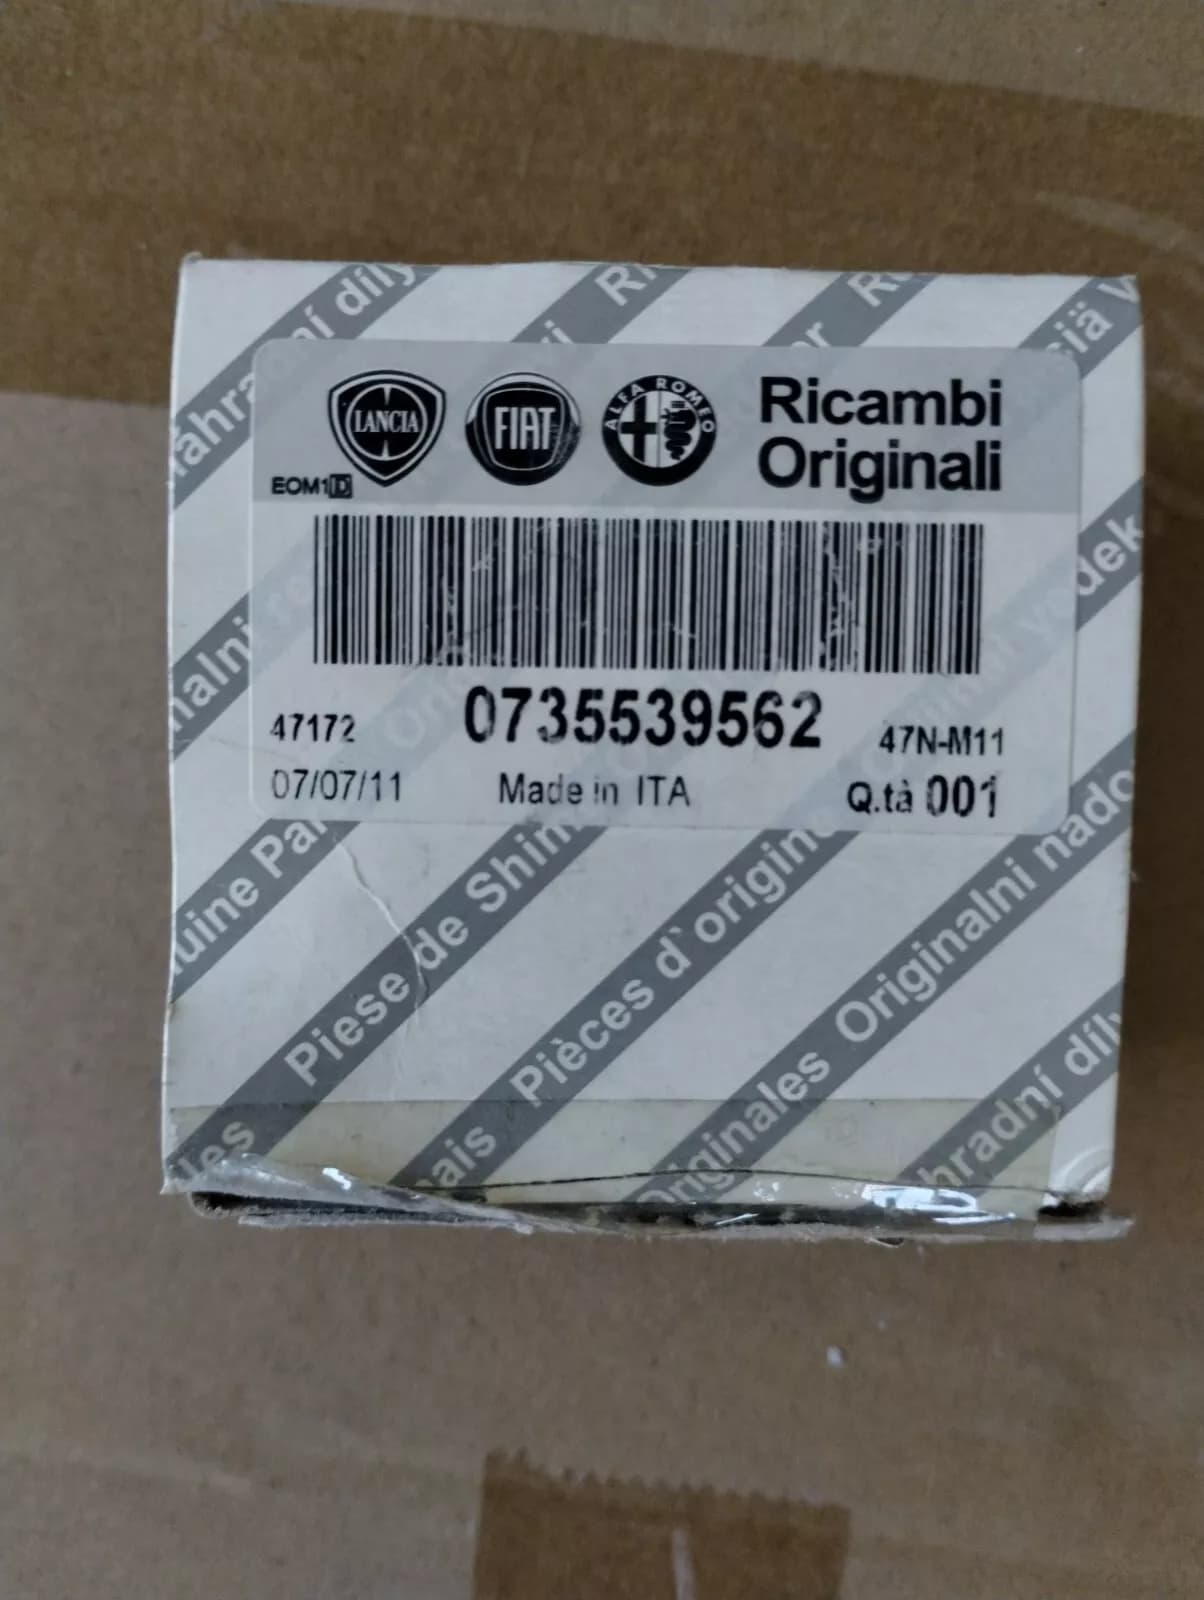 LANCIA
FIAT
ALFA ROMEO
Ricambi
Originali
EOM1D
47172
0735539562
47N-M11
07/07/11
Made in ITA
Q.tà 001
Piese de Shim
Pièces d`origine
Originales Originalni nado